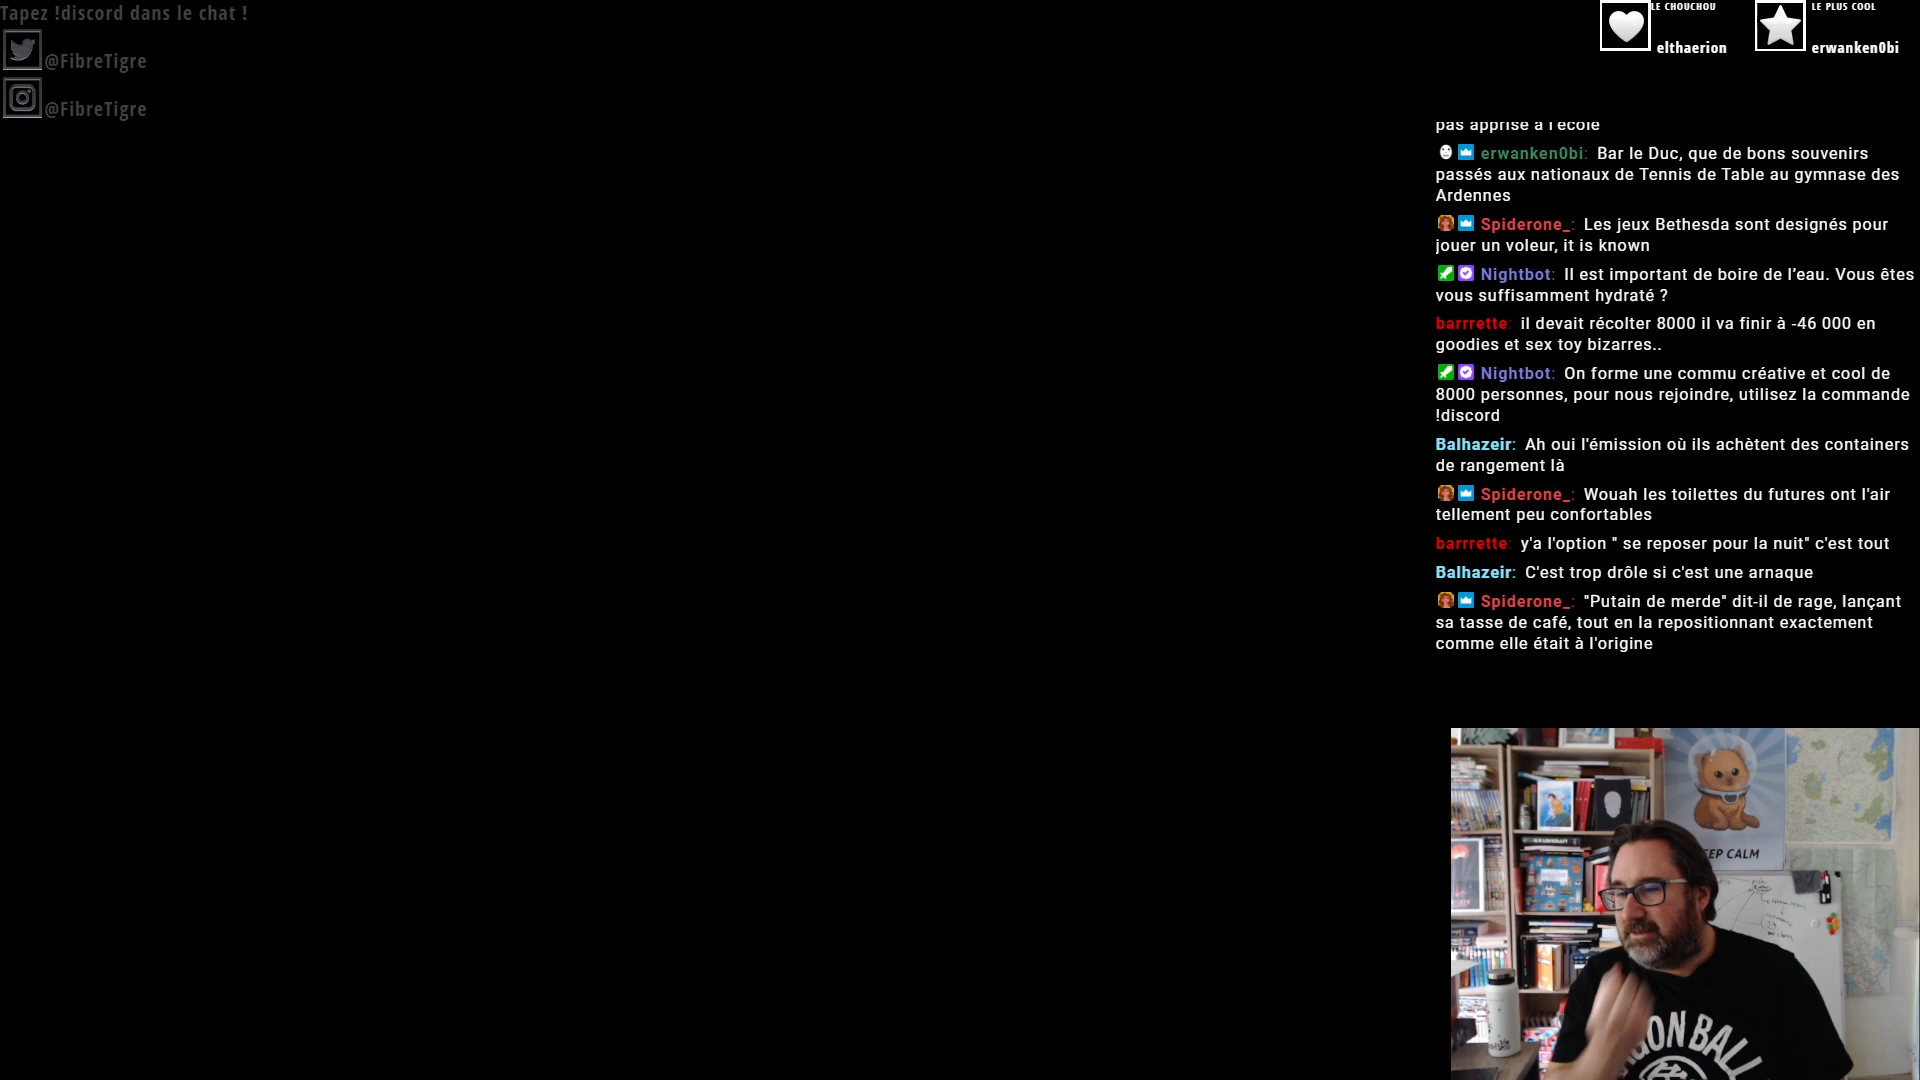 Tapez !discord dans le chat !
@FibreTigre
@FibreTigre
LE CHOUCHOU
elthaerion
LE PLUS COOL
erwanken0bi
pas apprise à l'école
erwanken0bi: Bar le Duc, que de bons souvenirs
passés aux nationaux de Tennis de Table au gymnase des
Ardennes
Spiderone_: Les jeux Bethesda sont designés pour
jouer un voleur, it is known
Nightbot: Il est important de boire de l’eau. Vous êtes
vous suffisamment hydraté ?
barrrette: il devait récolter 8000 il va finir à -46 000 en
goodies et sex toy bizarres..
Nightbot: On forme une commu créative et cool de
8000 personnes, pour nous rejoindre, utilisez la commande
!discord
Balhazeir: Ah oui l'émission où ils achètent des containers
de rangement là
Spiderone_: Wouah les toilettes du futures ont l'air
tellement peu confortables
barrrette: y'a l'option " se reposer pour la nuit" c'est tout
Balhazeir: C'est trop drôle si c'est une arnaque
Spiderone_: "Putain de merde" dit-il de rage, lançant
sa tasse de café, tout en la repositionnant exactement
comme elle était à l'origine
EP CALM
GON BALL